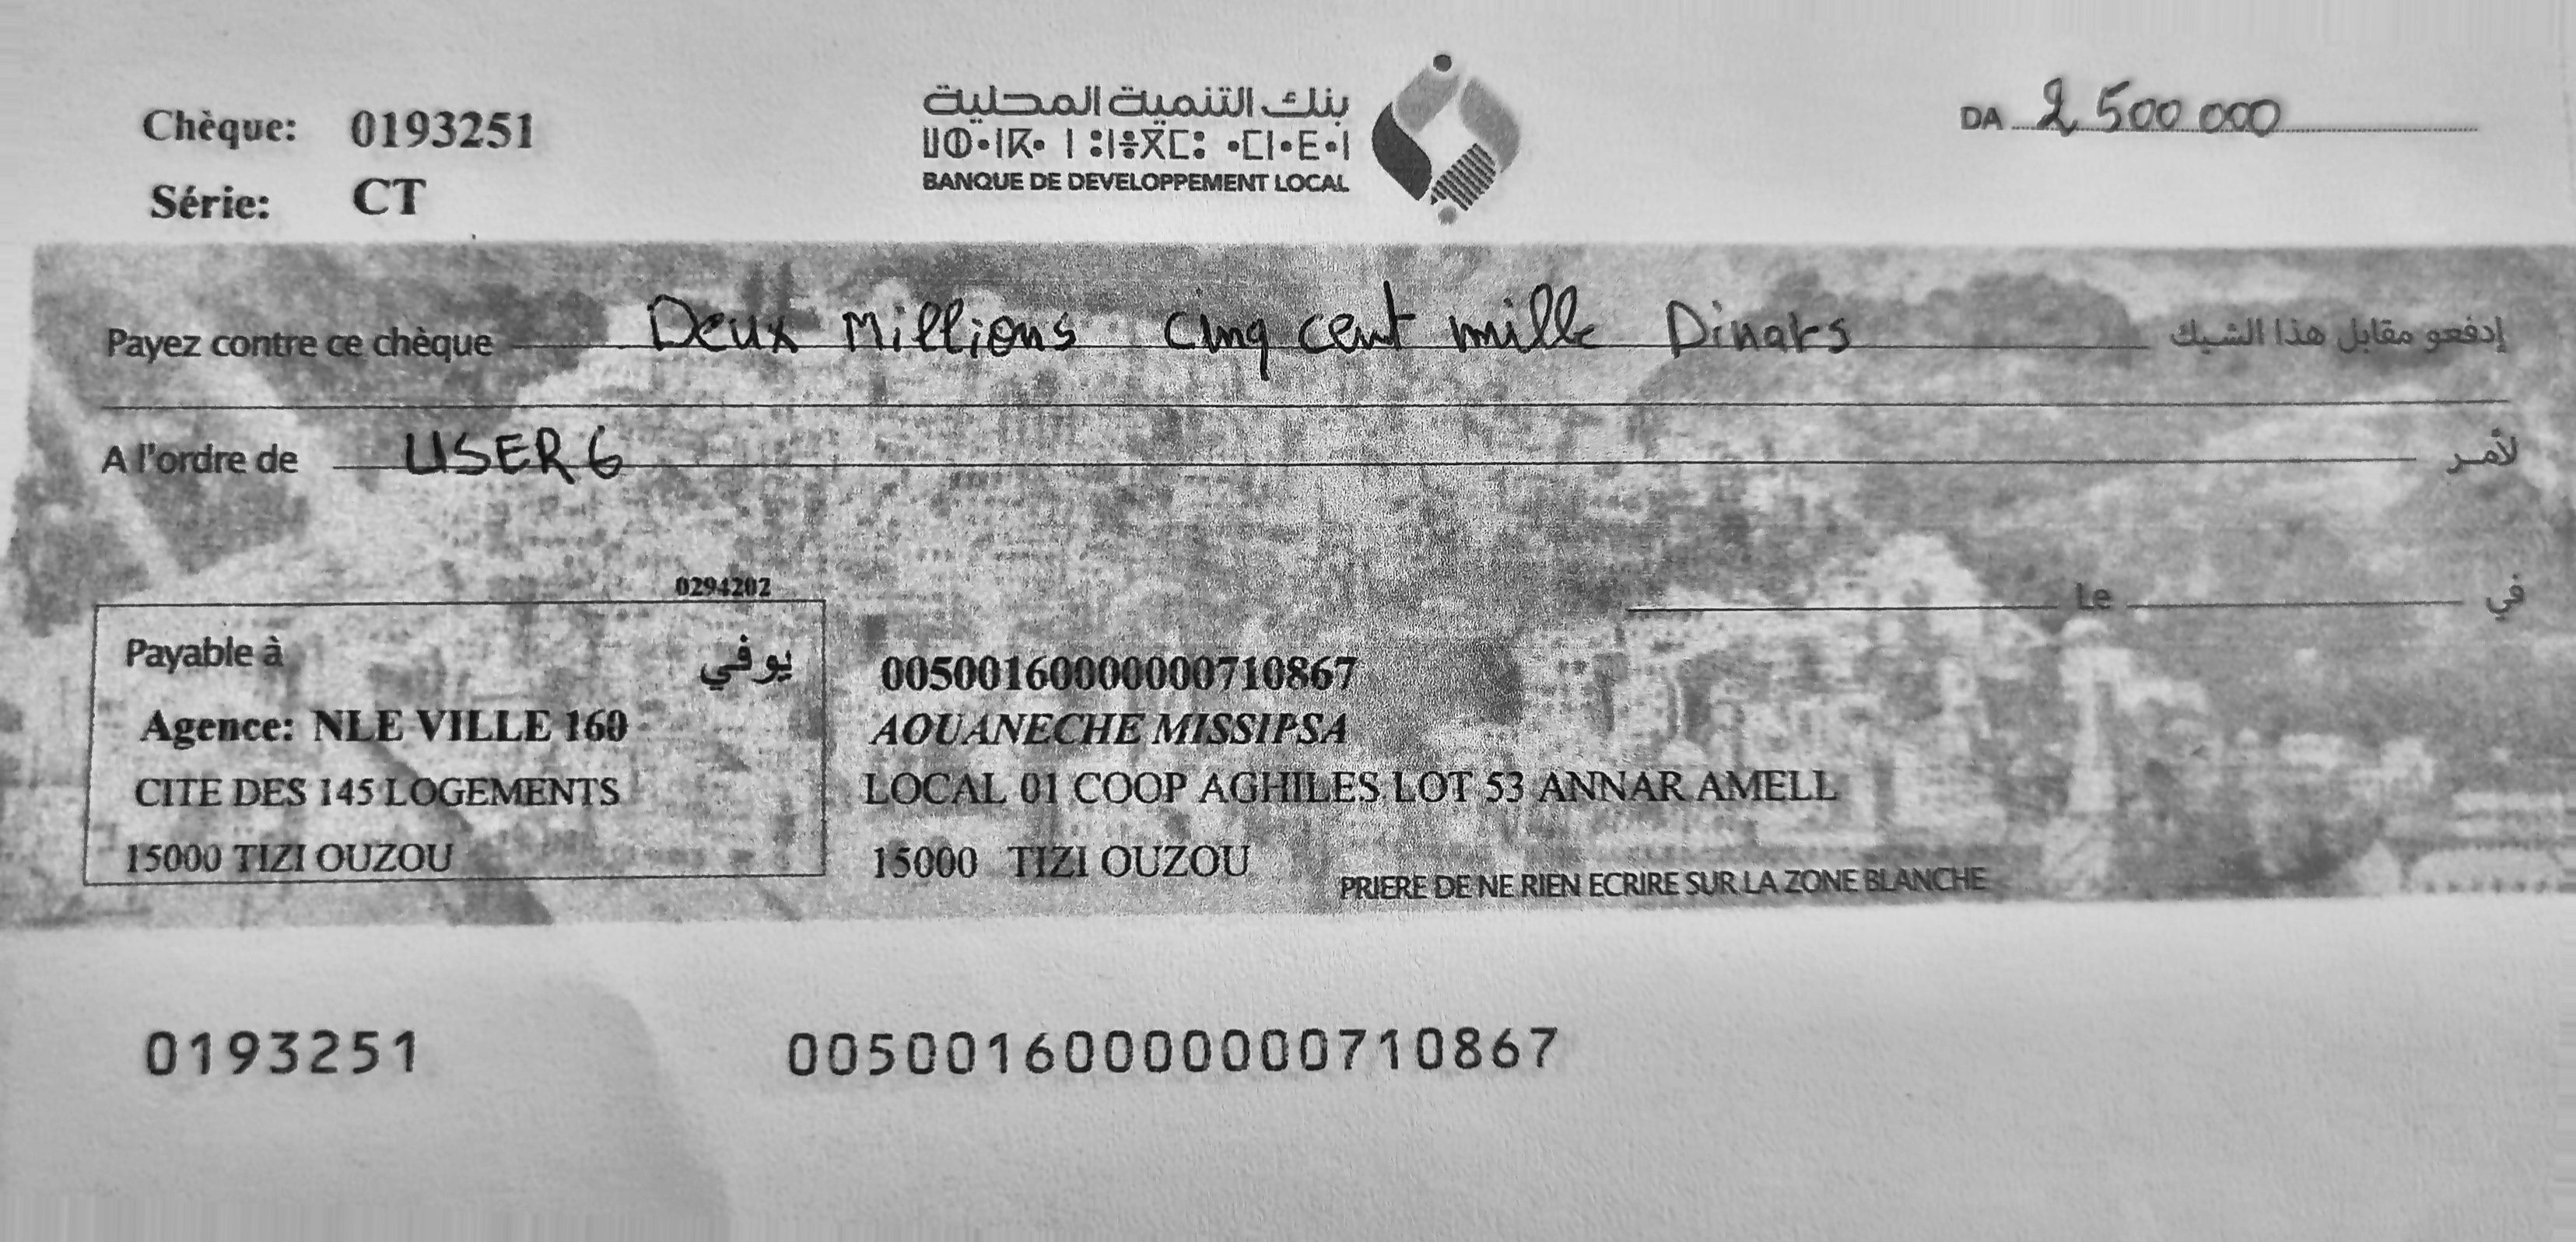 Chèque: 0193251
Série: CT
بنك التنمية المحلية
ⵡⴱⴰⵏⴽⴰ ⵏ ⵓⵏⴻⴳⵎⵓ ⴰⵎⵏⴰⴹⴰⵏ
BANQUE DE DEVELOPPEMENT LOCAL
DA 2 500 000
Payez contre ce chèque Deux Millions cinq cent mille Dinars إدفعو مقابل هذا الشيك
A l'ordre de USER 6 لأمر
0294202
Le في
Payable à يوفي
Agence: NLE VILLE 160
CITE DES 145 LOGEMENTS
15000 TIZI OUZOU
00500160000000710867
AOUANECHE MISSIPSA
LOCAL 01 COOP AGHILES LOT 53 ANNAR AMELL
15000 TIZI OUZOU
PRIERE DE NE RIEN ECRIRE SUR LA ZONE BLANCHE
0193251 00500160000000710867